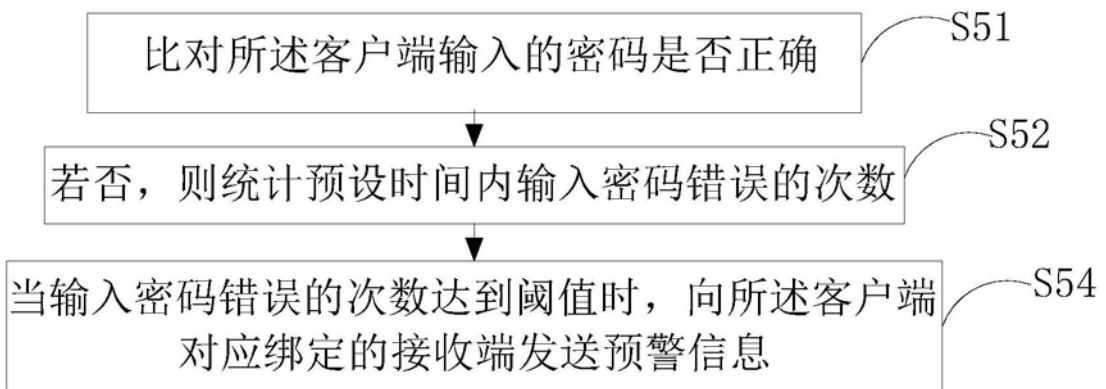 比对所述客户端输入的密码是否正确
S51
若否，则统计预设时间内输入密码错误的次数
S52
当输入密码错误的次数达到阈值时，向所述客户端
对应绑定的接收端发送预警信息
S54